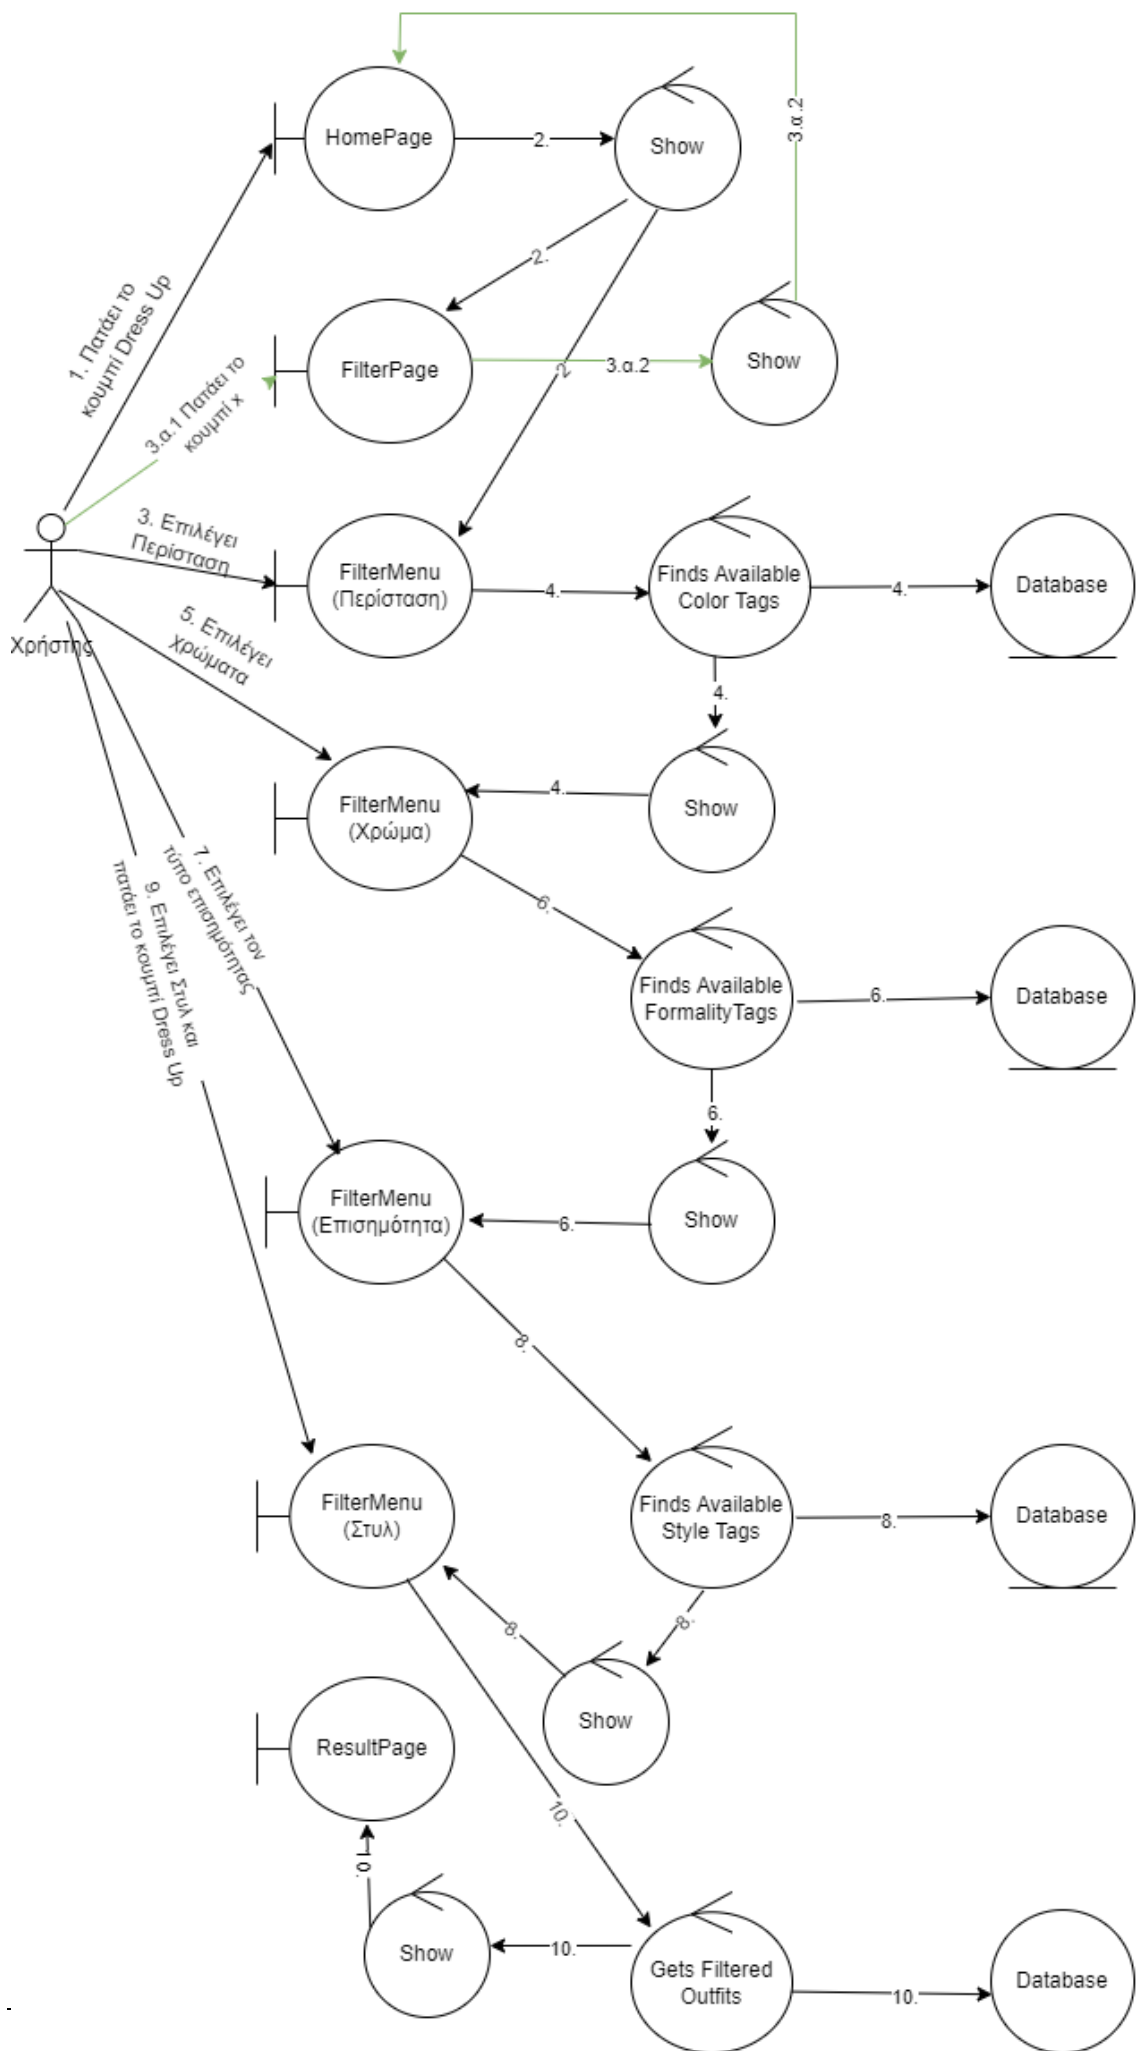 HomePage
2.
Show
3.α.2
1. Πατάει το
κουμπί Dress Up
2.
FilterPage
3.α.2
Show
2.
3.α.1 Πατάει το
κουμπί x
3. Επιλέγει
Περίσταση
FilterMenu
(Περίσταση)
4.
Finds Available
Color Tags
4.
Database
Χρήστης
5. Επιλέγει
χρώματα
4.
FilterMenu
(Χρώμα)
4.
Show
7. Επιλέγει τον
τύπο επισημότητας
9. Επιλέγει Στυλ και
πατάει το κουμπί Dress Up
6.
Finds Available
FormalityTags
6.
Database
6.
FilterMenu
(Επισημότητα)
6.
Show
8.
FilterMenu
(Στυλ)
Finds Available
Style Tags
8.
Database
8.
8.
Show
ResultPage
10.
10.
Show
10.
Gets Filtered
Outfits
10.
Database